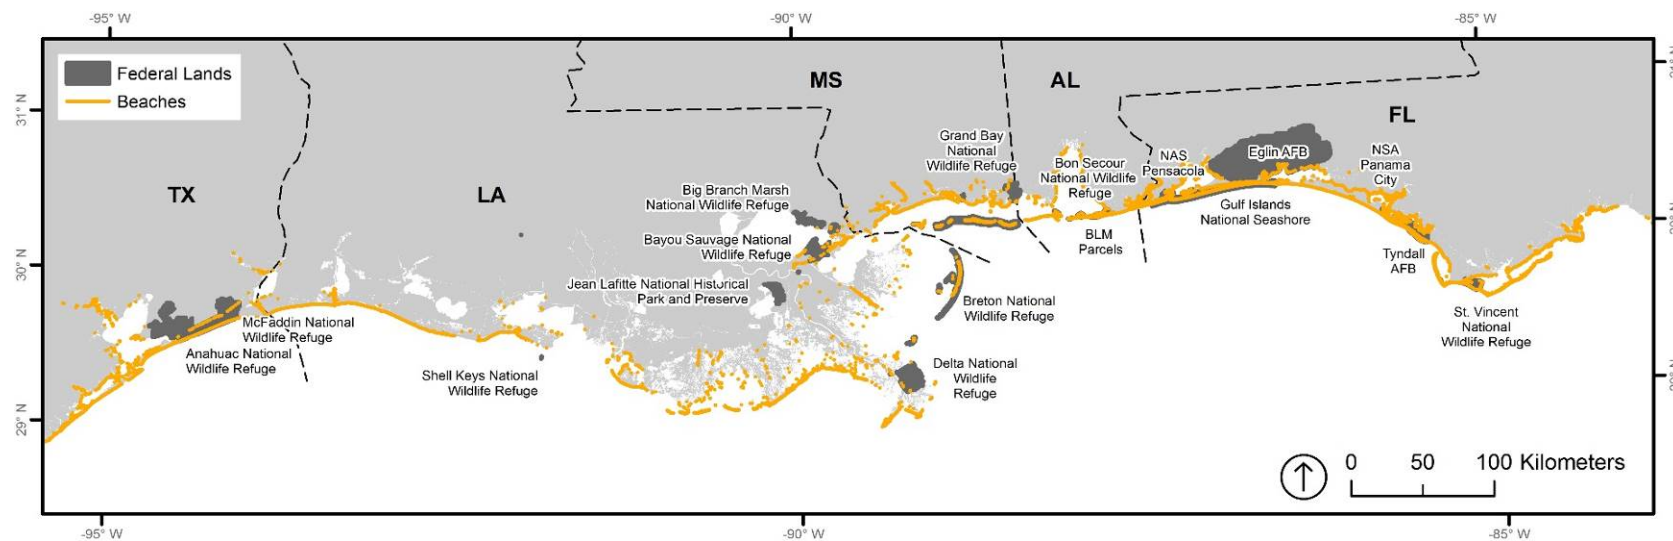 -95° W
-90° W
-85° W
Federal Lands
Beaches
31° N
30° N
29° N
TX
LA
MS
AL
FL
Grand Bay
National
Wildlife Refuge
Bon Secour
National Wildlife
Refuge
NAS
Pensacola
Eglin AFB
NSA
Panama
City
Big Branch Marsh
National Wildlife Refuge
Bayou Sauvage National
Wildlife Refuge
Jean Lafitte National Historical
Park and Preserve
Gulf Islands
National Seashore
BLM
Parcels
Tyndall
AFB
Breton National
Wildlife Refuge
McFaddin National
Wildlife Refuge
Anahuac National
Wildlife Refuge
Shell Keys National
Wildlife Refuge
Delta National
Wildlife
Refuge
St. Vincent
National
Wildlife Refuge
0 50 100 Kilometers
-95° W
-90° W
-85° W